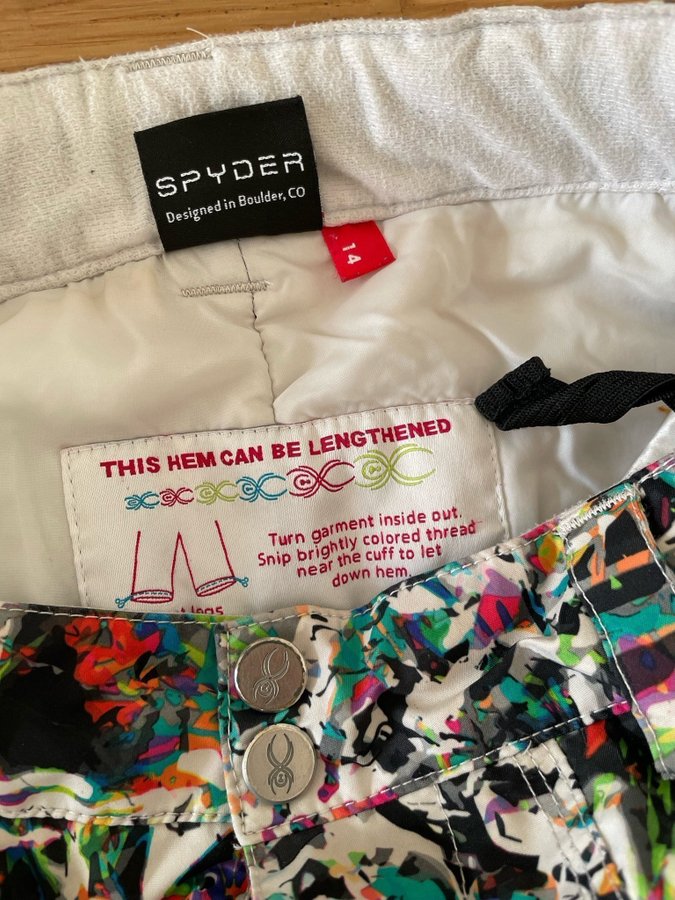 SPYDER
Designed in Boulder, CO
14
THIS HEM CAN BE LENGTHENED
Turn garment inside out.
Snip brightly colored thread
near the cuff to let
down hem.
legs